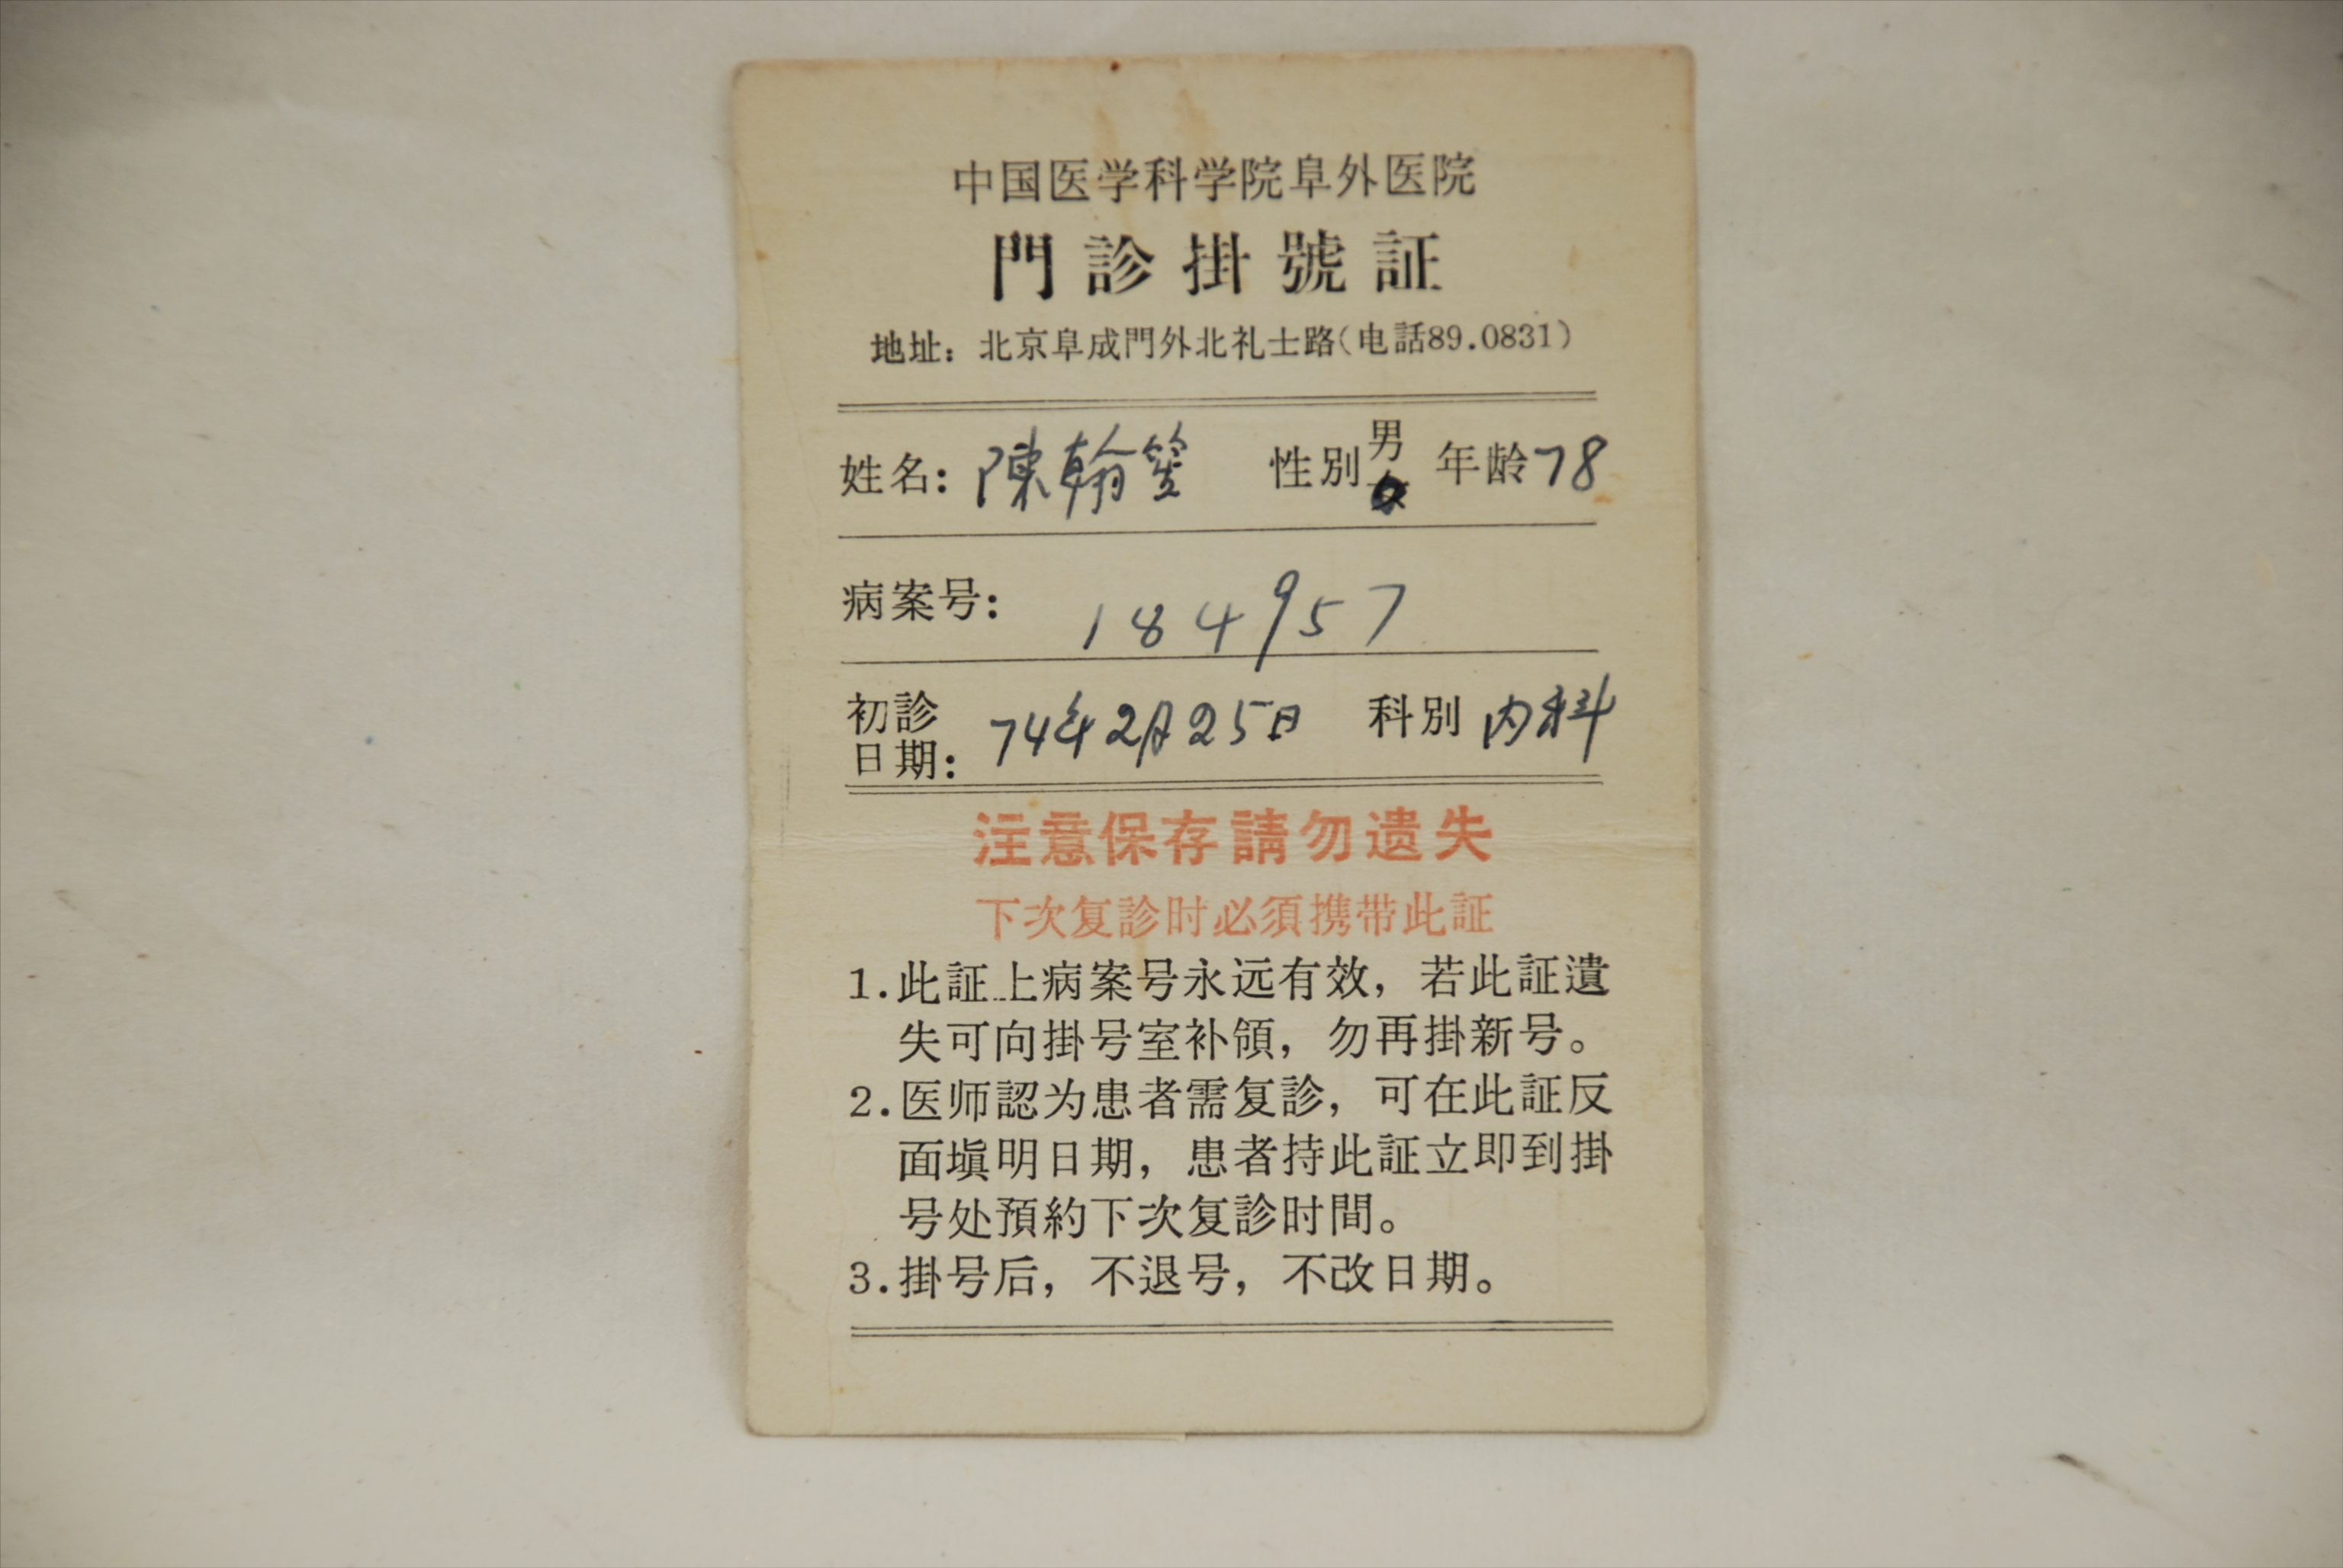 中国医学科学院阜外医院
門診掛號証
地址：北京阜成門外北礼士路（电話89.0831）
姓名：陳翰笙 性別 男 年龄78
病案号：184957
初診日期：74年2月25日 科別 内科
注意保存請勿遗失
下次复診时必須携带此証
1.此証上病案号永远有效，若此証遺
失可向掛号室补領，勿再掛新号。
2.医师認为患者需复診，可在此証反
面塡明日期，患者持此証立即到掛
号处預約下次复診时間。
3.掛号后，不退号，不改日期。